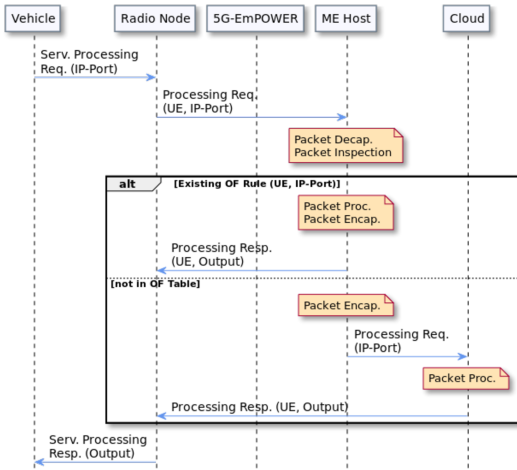 Vehicle
Radio Node
5G-EmPOWER
ME Host
Cloud
Serv. Processing
Req. (IP-Port)
Processing Req.
(UE, IP-Port)
Packet Decap.
Packet Inspection
alt
[Existing OF Rule (UE, IP-Port)]
Packet Proc.
Packet Encap.
Processing Resp.
(UE, Output)
[not in OF Table]
Packet Encap.
Processing Req.
(IP-Port)
Packet Proc.
Processing Resp. (UE, Output)
Serv. Processing
Resp. (Output)